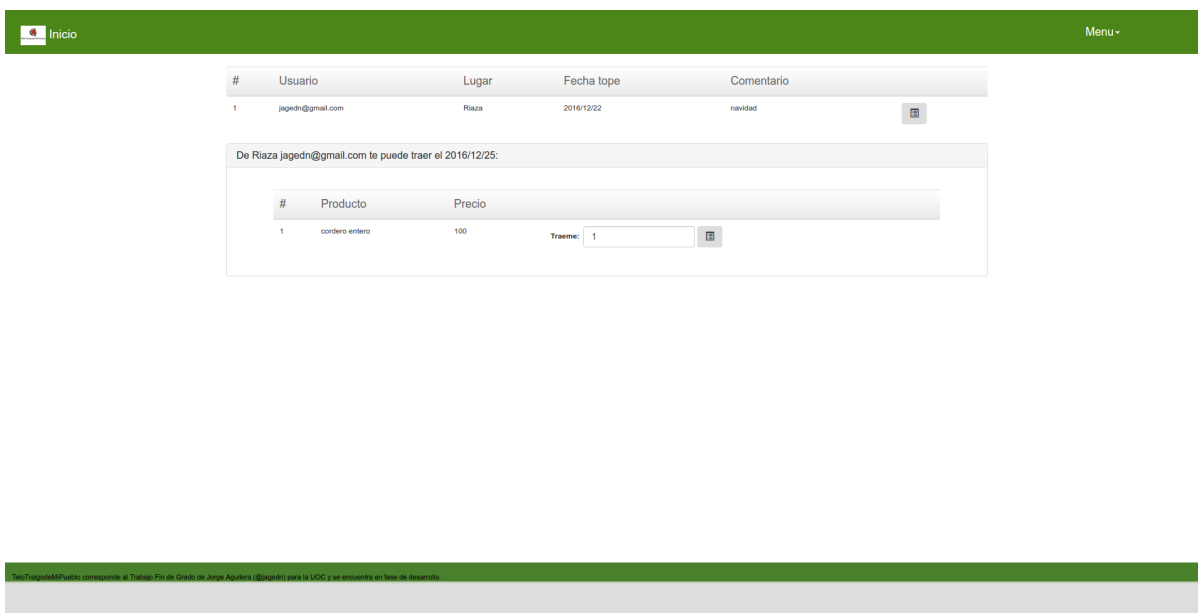 Inicio
Menu
# Usuario Lugar Fecha tope Comentario
1 jagedn@gmail.com Riaza 2016/12/22 navidad
De Riaza jagedn@gmail.com te puede traer el 2016/12/25:
# Producto Precio
1 cordero entero 100 Traeme: 1
TeloTraigodeMiPueblo corresponde al Trabajo Fin de Grado de Jorge Aguilera (@jagedn) para la UOC y se encuentra en fase de desarrollo.